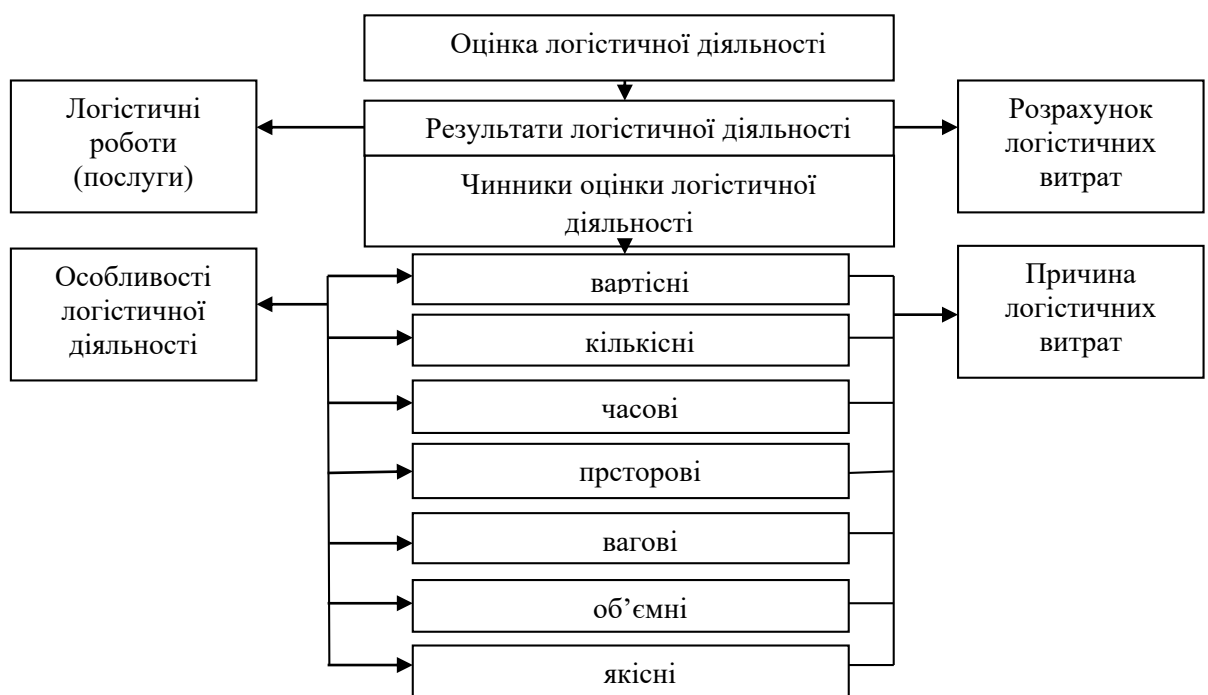 Оцінка логістичної діяльності
Логістичні
роботи
(послуги)
Результати логістичної діяльності
Розрахунок
логістичних
витрат
Чинники оцінки логістичної
діяльності
Особливості
логістичної
діяльності
вартісні
Причина
логістичних
витрат
кількісні
часові
прсторові
вагові
об’ємні
якісні